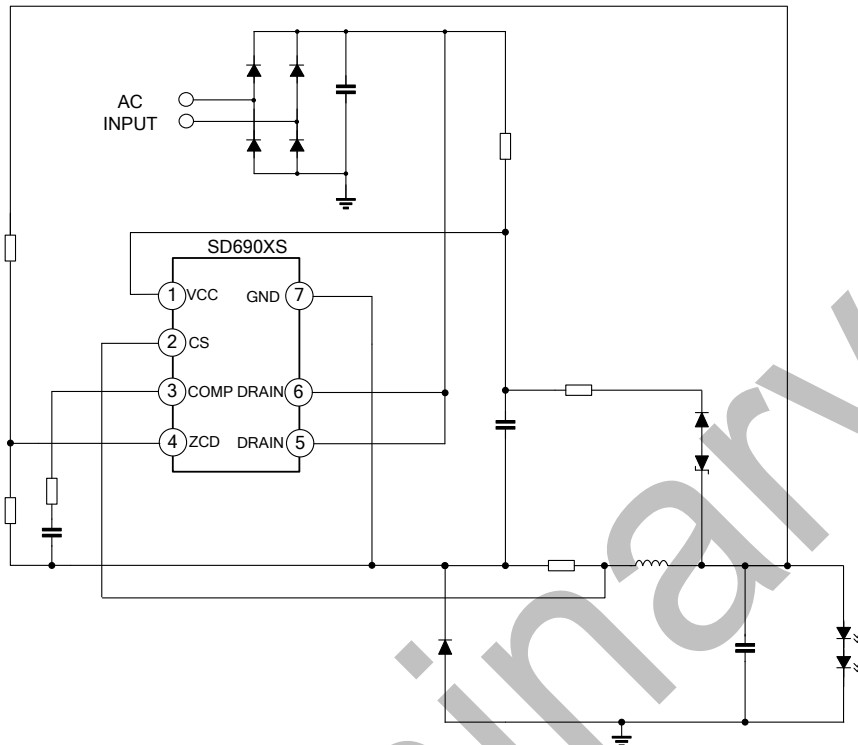 AC
INPUT
SD690XS
1 VCC GND 7
2 CS
3 COMP DRAIN 6
4 ZCD DRAIN 5